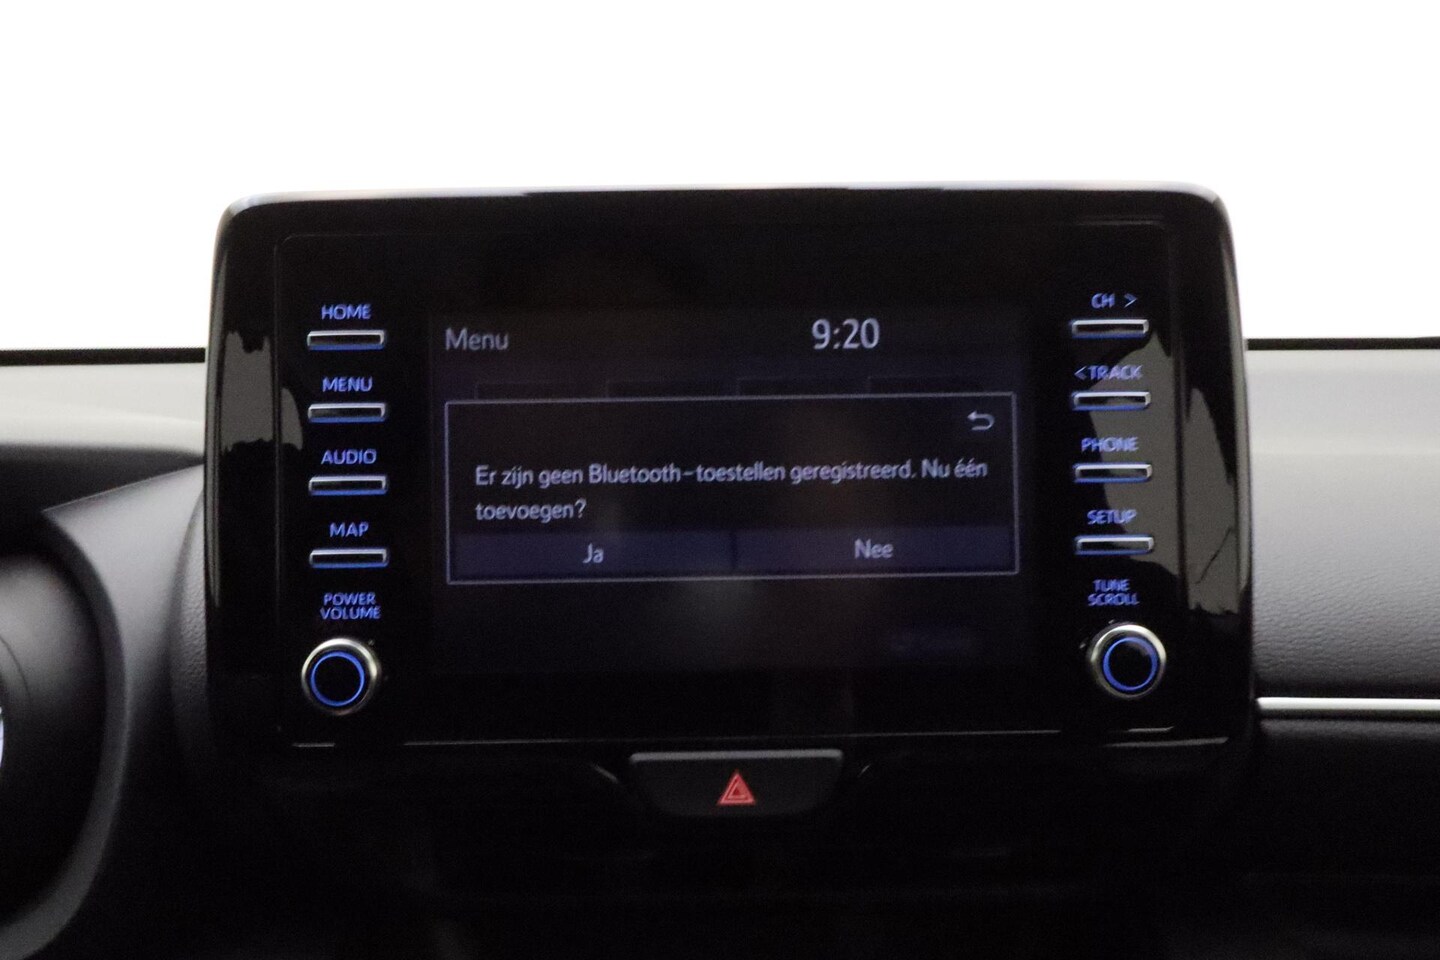 HOME
MENU
AUDIO
MAP
POWER
VOLUME
Menu
9:20
Er zijn geen Bluetooth-toestellen geregistreerd. Nu één
toevoegen?
Ja
Nee
CH >
<TRACK
PHONE
SETUP
TUNE
SCROLL